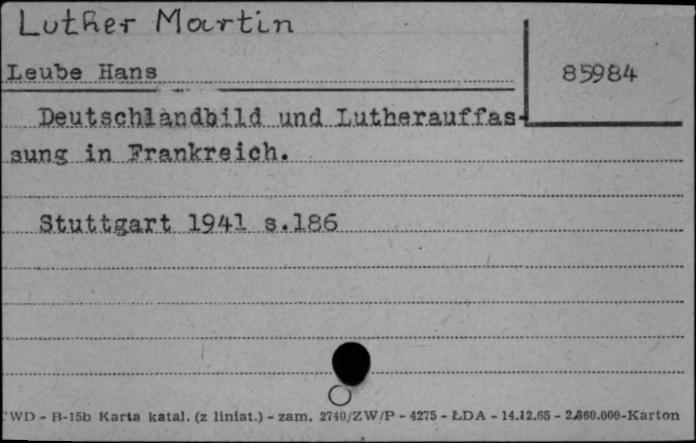 Luther Martin
Leube Hans
85984
Deutschlandbild und Lutherauffas-
sung in Frankreich.
Stuttgart 1941 s.186
WD - B-15b Karta katal. (z liniat.) - zam. 2740/ZW/P - 4275 - ŁDA - 14.12.65 - 2.860.000-Karton